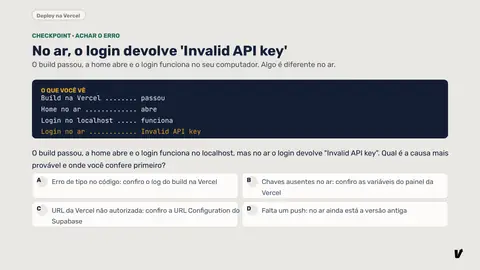 Deploy na Vercel
CHECKPOINT • ACHAR O ERRO
No ar, o login devolve 'Invalid API key'
O build passou, a home abre e o login funciona no seu computador. Algo é diferente no ar.
O QUE VOCÊ VÊ
Build na Vercel ........ passou
Home no ar ............. abre
Login no localhost ..... funciona
Login no ar ............ Invalid API key
O build passou, a home abre e o login funciona no localhost, mas no ar o login devolve "Invalid API key". Qual é a causa mais
provável e onde você confere primeiro?
A Erro de tipo no código: confiro o log do build na Vercel
B Chaves ausentes no ar: confiro as variáveis do painel da
Vercel
C URL da Vercel não autorizada: confiro a URL Configuration do
Supabase
D Falta um push: no ar ainda está a versão antiga